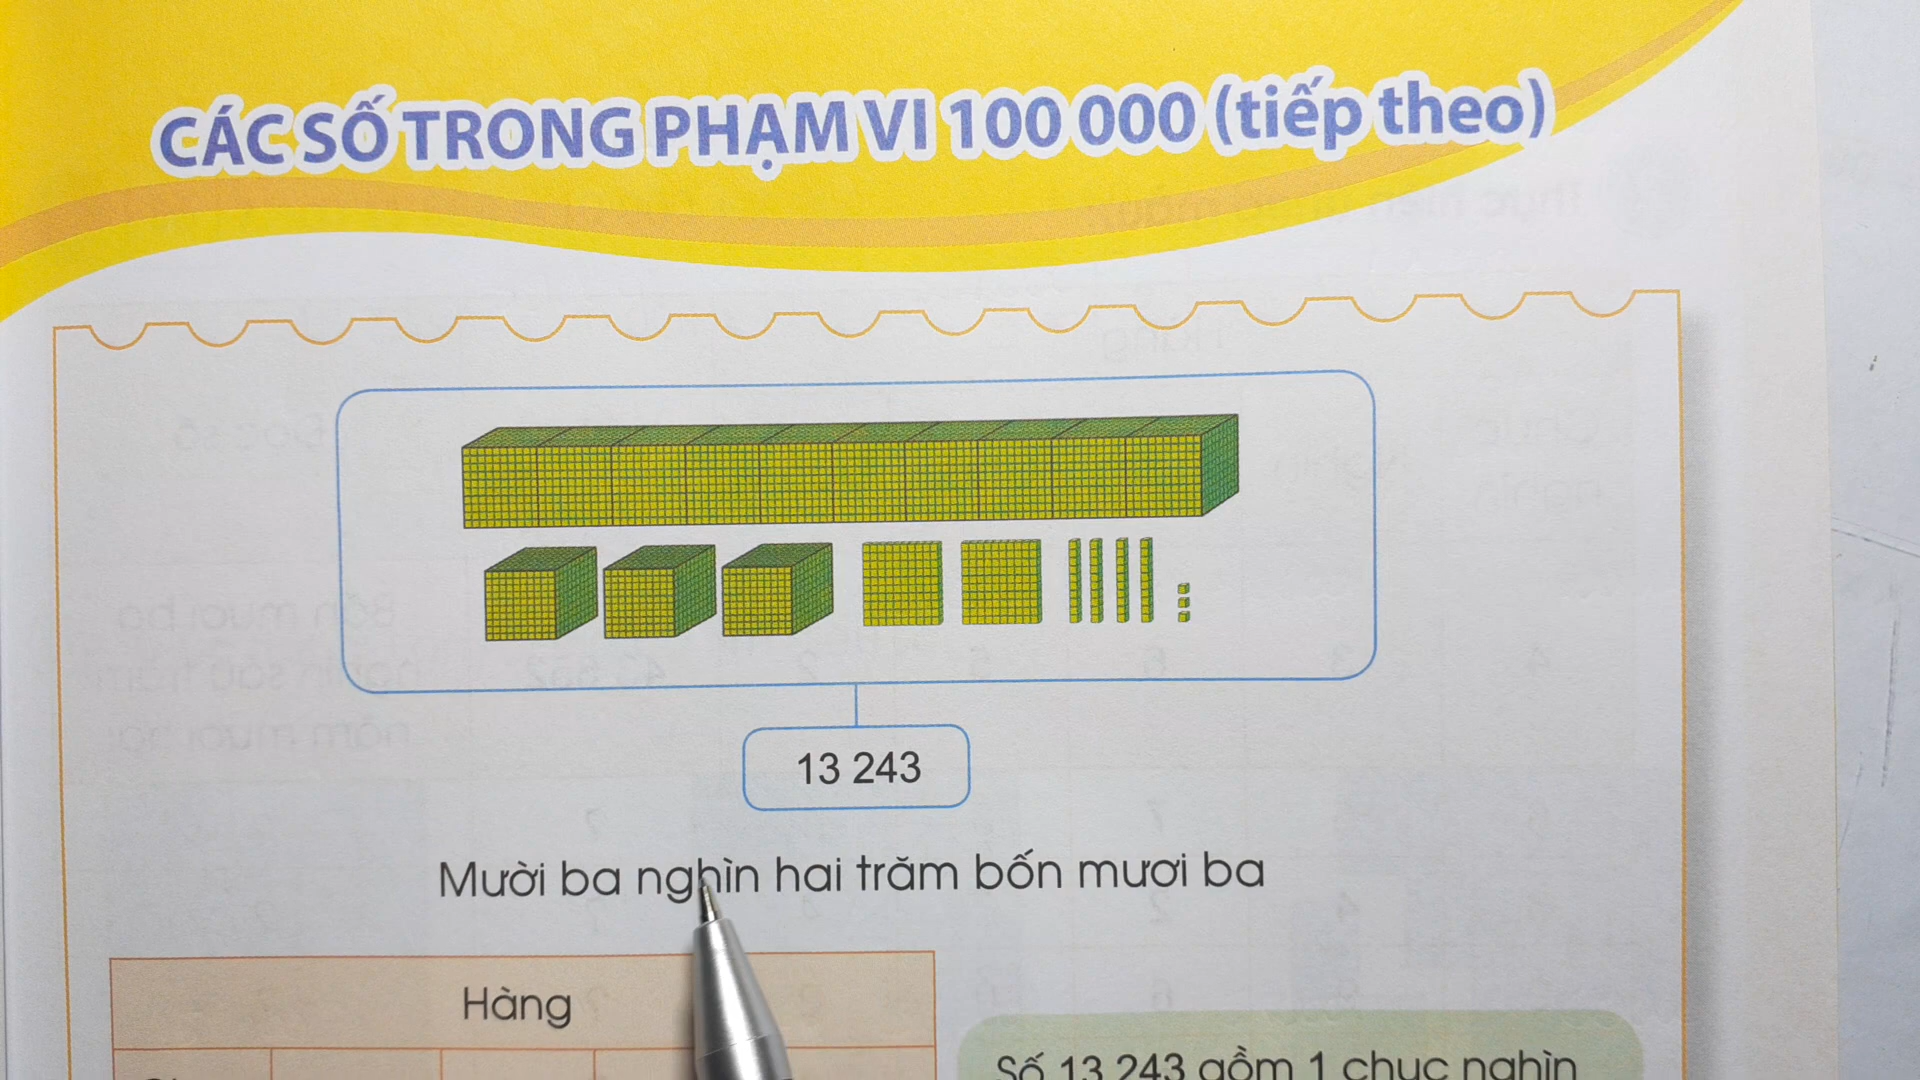 CÁC SỐ TRONG PHẠM VI 100 000 (tiếp theo)
13 243
Mười ba nghìn hai trăm bốn mươi ba
Hàng
Số 13 243 gồm 1 chục nghìn